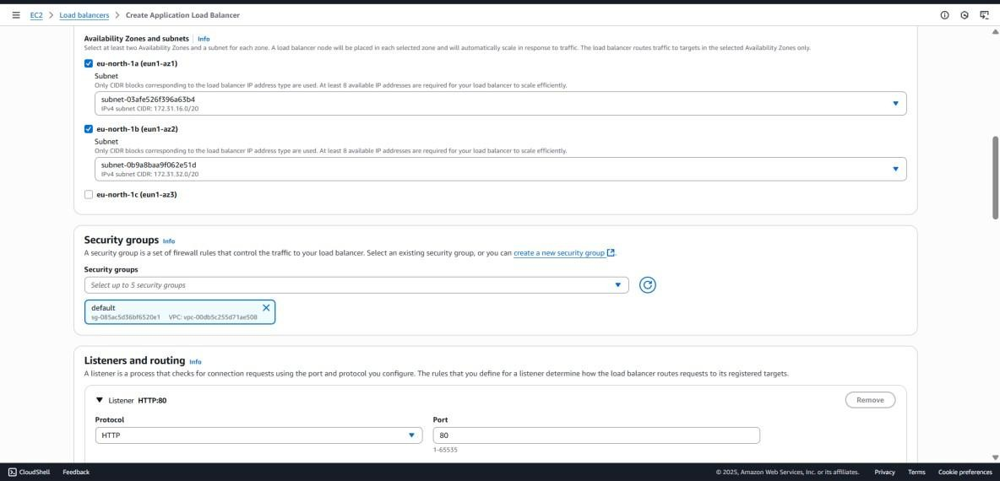 EC2 > Load balancers > Create Application Load Balancer
Availability Zones and subnets Info
Select at least two Availability Zones and a subnet for each zone. A load balancer node will be placed in each selected zone and will automatically scale in response to traffic. The load balancer routes traffic to targets in the selected Availability Zones only.
eu-north-1a (eun1-az1)
Subnet
Only CIDR blocks corresponding to the load balancer IP address type are used. At least 8 available IP addresses are required for your load balancer to scale efficiently.
subnet-03afe526f396a63b4
IPv4 subnet CIDR: 172.31.16.0/20
eu-north-1b (eun1-az2)
Subnet
Only CIDR blocks corresponding to the load balancer IP address type are used. At least 8 available IP addresses are required for your load balancer to scale efficiently.
subnet-0b9a8baa9f062e51d
IPv4 subnet CIDR: 172.31.32.0/20
eu-north-1c (eun1-az3)
Security groups Info
A security group is a set of firewall rules that control the traffic to your load balancer. Select an existing security group, or you can create a new security group.
Security groups
Select up to 5 security groups
default
sg-085ac5d36bf6520e1 VPC: vpc-00db5c255d71ae508
Listeners and routing Info
A listener is a process that checks for connection requests using the port and protocol you configure. The rules that you define for a listener determine how the load balancer routes requests to its registered targets.
Listener HTTP:80 Remove
Protocol Port
HTTP 80
1-65535
CloudShell Feedback © 2025, Amazon Web Services, Inc. or its affiliates. Privacy Terms Cookie preferences